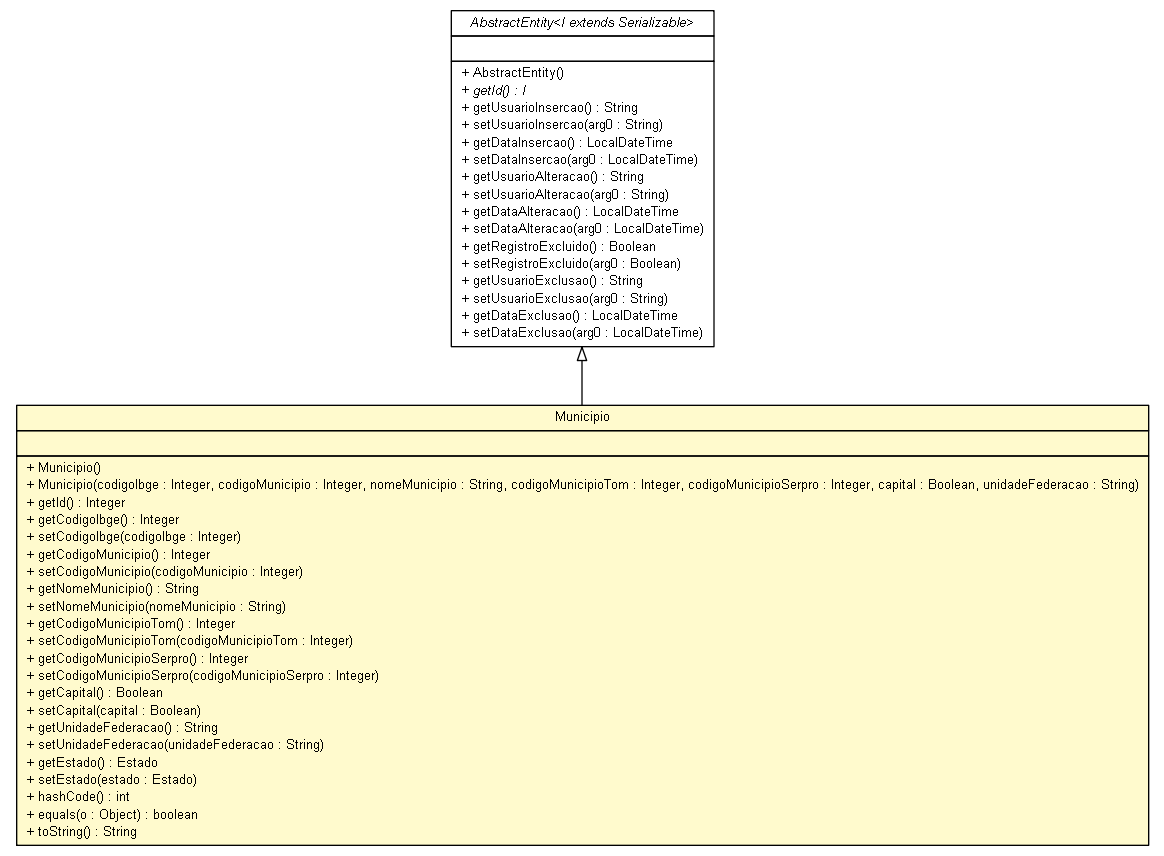 AbstractEntity<I extends Serializable>
+ AbstractEntity()
+ getId() : I
+ getUsuarioInsercao() : String
+ setUsuarioInsercao(arg0 : String)
+ getDataInsercao() : LocalDateTime
+ setDataInsercao(arg0 : LocalDateTime)
+ getUsuarioAlteracao() : String
+ setUsuarioAlteracao(arg0 : String)
+ getDataAlteracao() : LocalDateTime
+ setDataAlteracao(arg0 : LocalDateTime)
+ getRegistroExcluido() : Boolean
+ setRegistroExcluido(arg0 : Boolean)
+ getUsuarioExclusao() : String
+ setUsuarioExclusao(arg0 : String)
+ getDataExclusao() : LocalDateTime
+ setDataExclusao(arg0 : LocalDateTime)
Municipio
+ Municipio()
+ Municipio(codigoIbge : Integer, codigoMunicipio : Integer, nomeMunicipio : String, codigoMunicipioTom : Integer, codigoMunicipioSerpro : Integer, capital : Boolean, unidadeFederacao : String)
+ getId() : Integer
+ getCodigoIbge() : Integer
+ setCodigoIbge(codigoIbge : Integer)
+ getCodigoMunicipio() : Integer
+ setCodigoMunicipio(codigoMunicipio : Integer)
+ getNomeMunicipio() : String
+ setNomeMunicipio(nomeMunicipio : String)
+ getCodigoMunicipioTom() : Integer
+ setCodigoMunicipioTom(codigoMunicipioTom : Integer)
+ getCodigoMunicipioSerpro() : Integer
+ setCodigoMunicipioSerpro(codigoMunicipioSerpro : Integer)
+ getCapital() : Boolean
+ setCapital(capital : Boolean)
+ getUnidadeFederacao() : String
+ setUnidadeFederacao(unidadeFederacao : String)
+ getEstado() : Estado
+ setEstado(estado : Estado)
+ hashCode() : int
+ equals(o : Object) : boolean
+ toString() : String